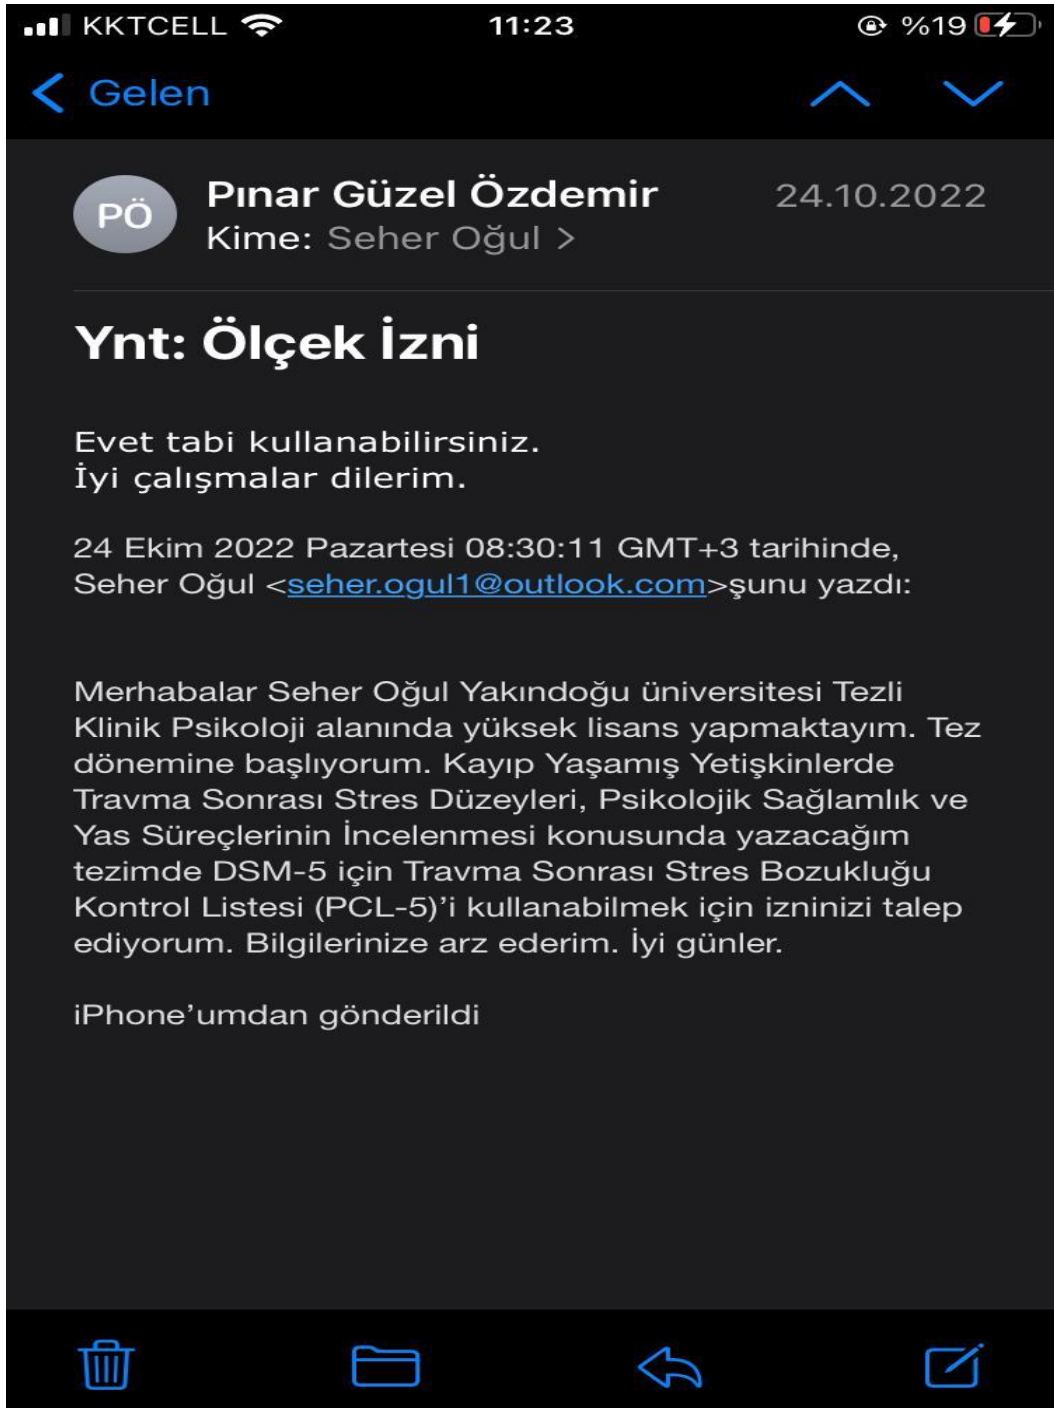 KKTCELL 11:23 %19
Gelen
PÖ
Pınar Güzel Özdemir 24.10.2022
Kime: Seher Oğul >
Ynt: Ölçek İzni
Evet tabi kullanabilirsiniz.
İyi çalışmalar dilerim.
24 Ekim 2022 Pazartesi 08:30:11 GMT+3 tarihinde,
Seher Oğul <seher.ogul1@outlook.com>şunu yazdı:
Merhabalar Seher Oğul Yakındoğu üniversitesi Tezli
Klinik Psikoloji alanında yüksek lisans yapmaktayım. Tez
dönemine başlıyorum. Kayıp Yaşamış Yetişkinlerde
Travma Sonrası Stres Düzeyleri, Psikolojik Sağlamlık ve
Yas Süreçlerinin İncelenmesi konusunda yazacağım
tezimde DSM-5 için Travma Sonrası Stres Bozukluğu
Kontrol Listesi (PCL-5)’i kullanabilmek için izninizi talep
ediyorum. Bilgilerinize arz ederim. İyi günler.
iPhone’umdan gönderildi